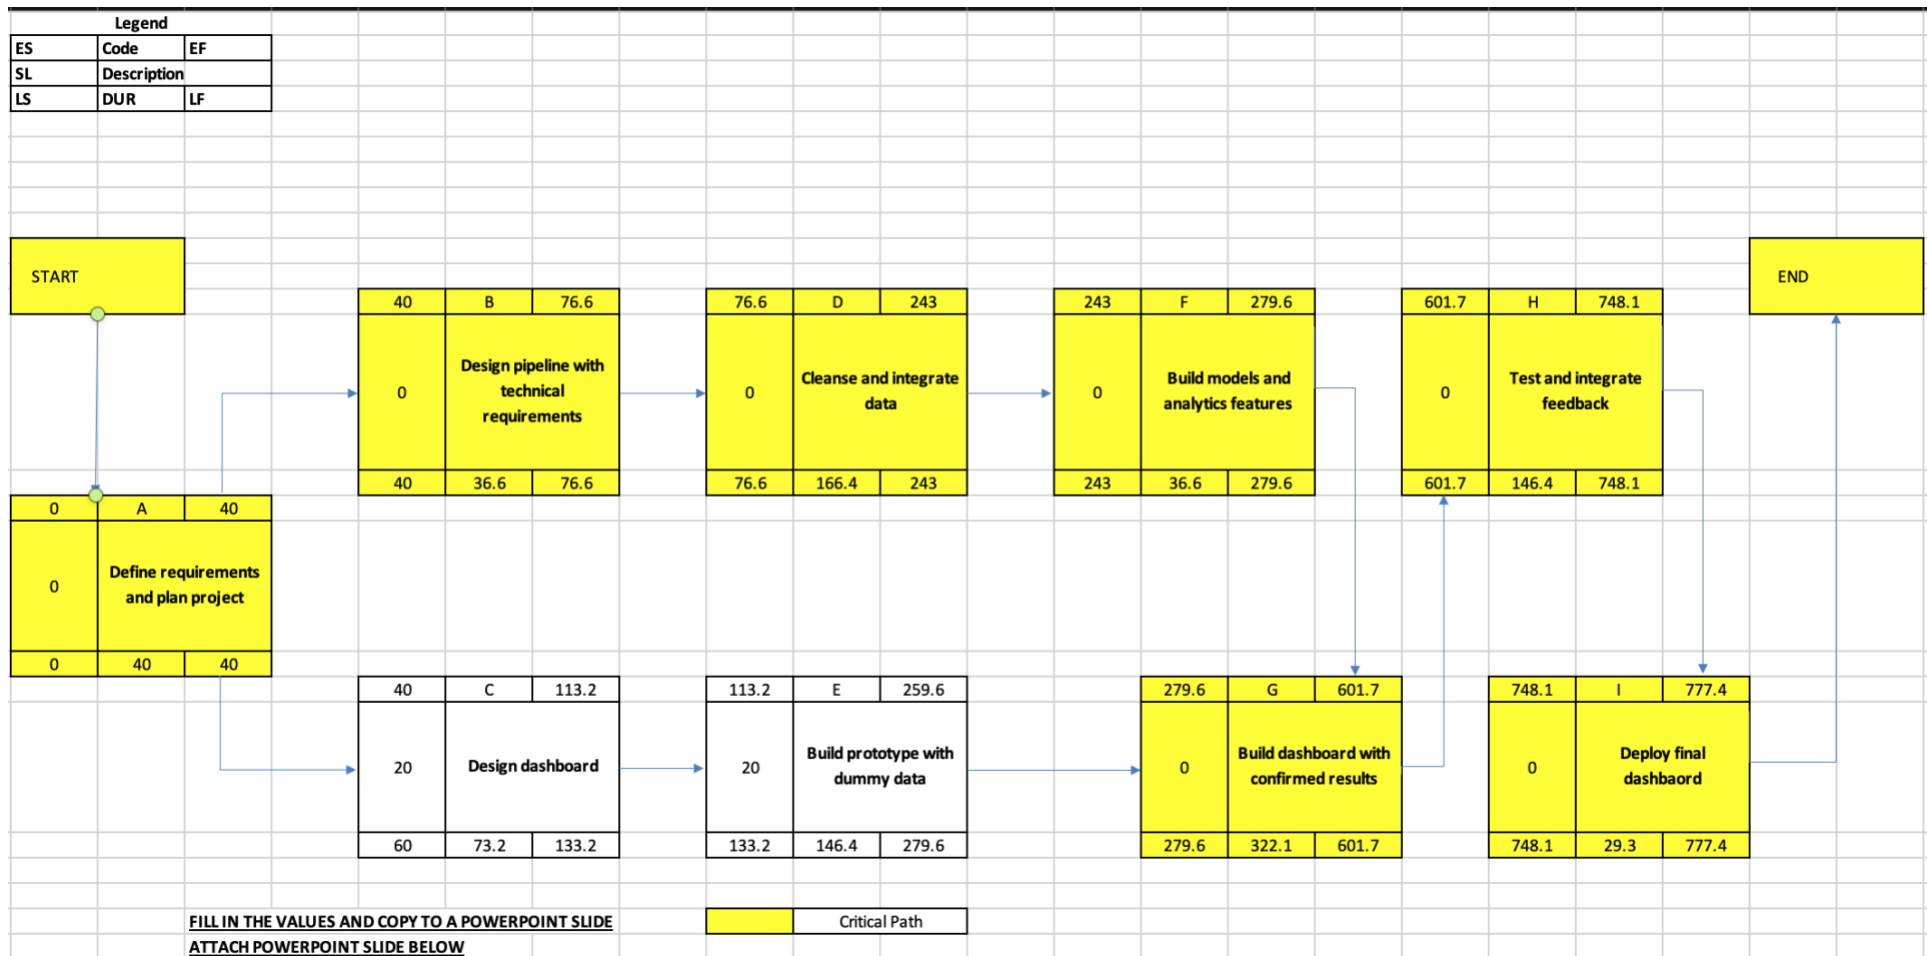 Legend
ES Code EF
SL Description
LS DUR LF
START
END
40 B 76.6
0
Design pipeline with
technical
requirements
40 36.6 76.6
76.6 D 243
0
Cleanse and integrate
data
76.6 166.4 243
243 F 279.6
0
Build models and
analytics features
243 36.6 279.6
601.7 H 748.1
0
Test and integrate
feedback
601.7 146.4 748.1
0 A 40
0
Define requirements
and plan project
0 40 40
40 C 113.2
20
Design dashboard
60 73.2 133.2
113.2 E 259.6
20
Build prototype with
dummy data
133.2 146.4 279.6
279.6 G 601.7
0
Build dashboard with
confirmed results
279.6 322.1 601.7
748.1 I 777.4
0
Deploy final
dashbaord
748.1 29.3 777.4
FILL IN THE VALUES AND COPY TO A POWERPOINT SLIDE
ATTACH POWERPOINT SLIDE BELOW
Critical Path